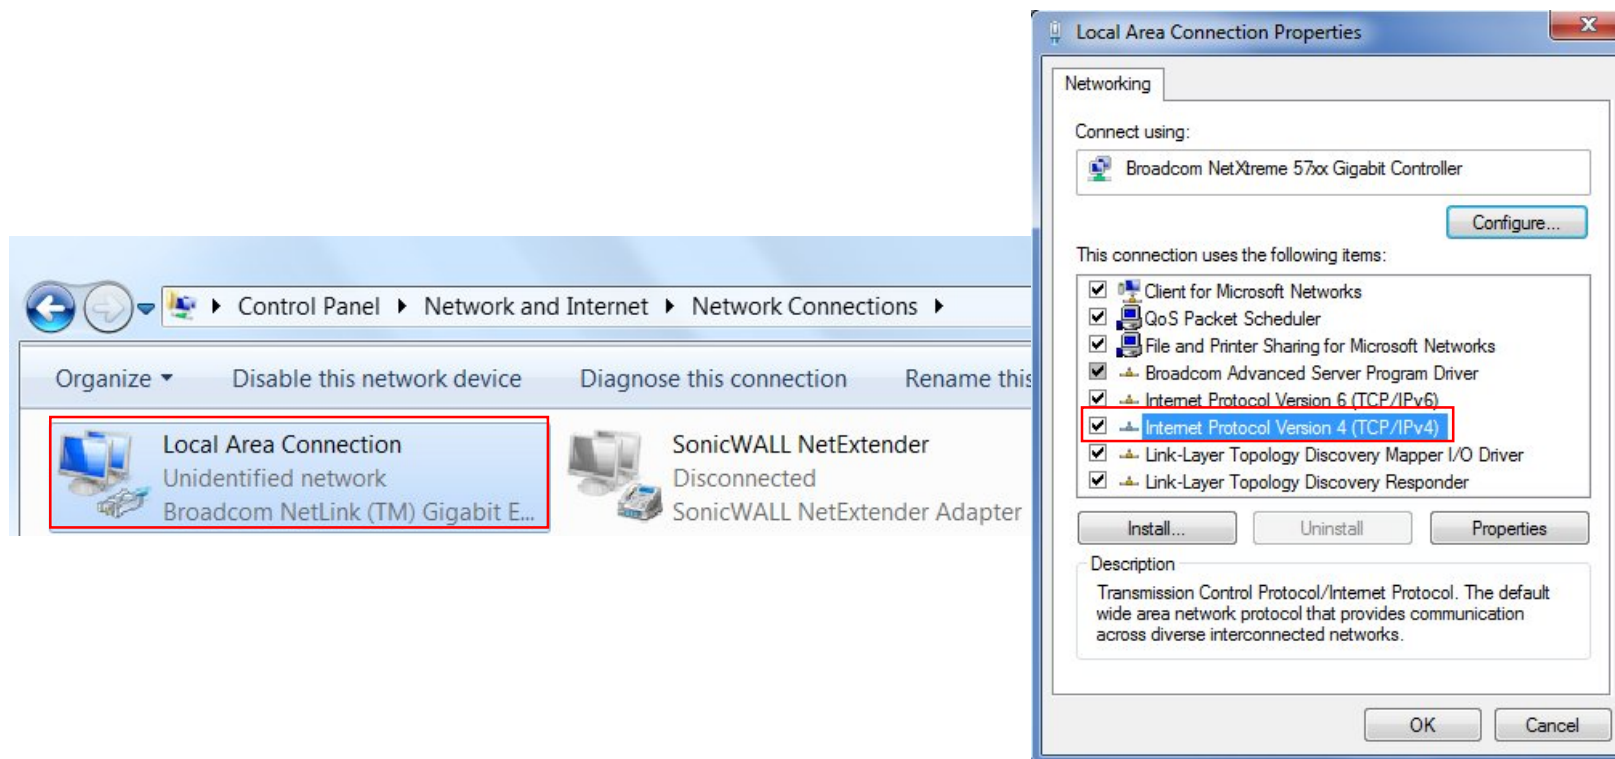 Control Panel Network and Internet Network Connections
Organize Disable this network device Diagnose this connection Rename this
Local Area Connection
Unidentified network
Broadcom NetLink (TM) Gigabit E...
SonicWALL NetExtender
Disconnected
SonicWALL NetExtender Adapter
Local Area Connection Properties
Networking
Connect using:
Broadcom NetXtreme 57xx Gigabit Controller
Configure...
This connection uses the following items:
Client for Microsoft Networks
QoS Packet Scheduler
File and Printer Sharing for Microsoft Networks
Broadcom Advanced Server Program Driver
Internet Protocol Version 6 (TCP/IPv6)
Internet Protocol Version 4 (TCP/IPv4)
Link-Layer Topology Discovery Mapper I/O Driver
Link-Layer Topology Discovery Responder
Install... Uninstall Properties
Description
Transmission Control Protocol/Internet Protocol. The default
wide area network protocol that provides communication
across diverse interconnected networks.
OK Cancel